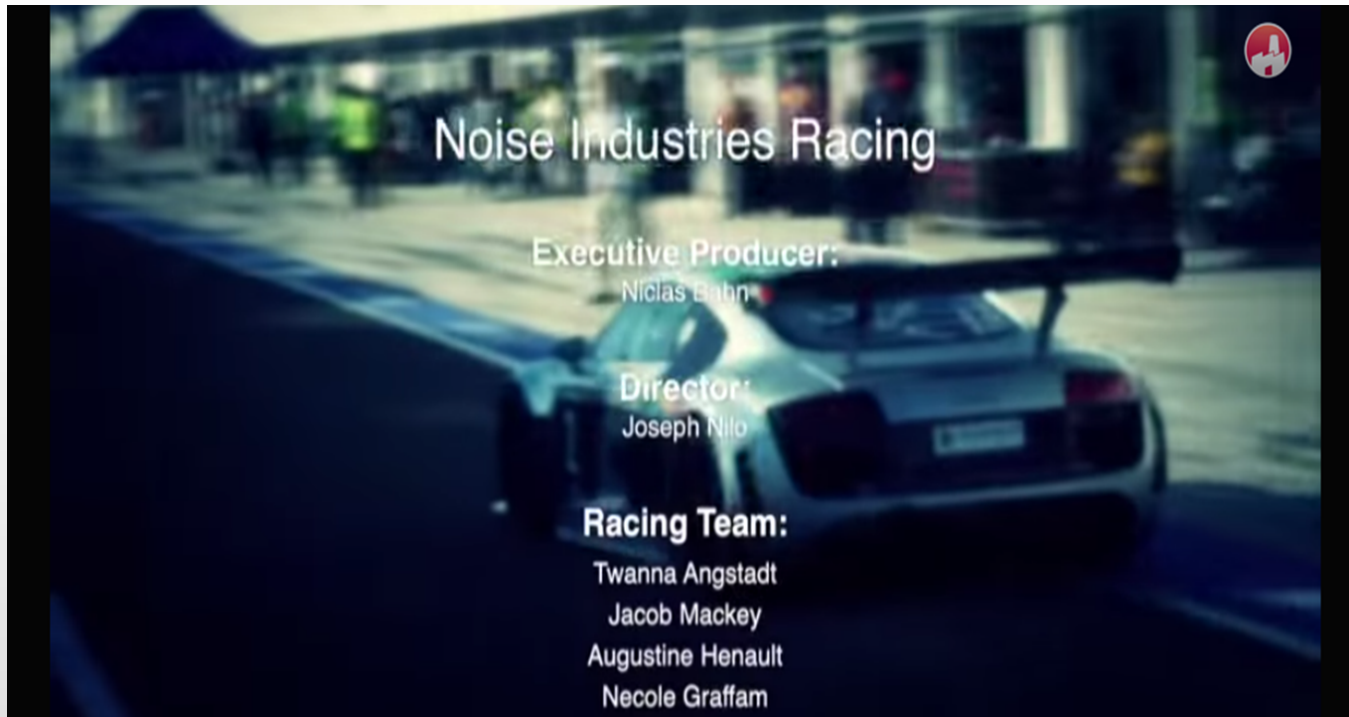 Noise Industries Racing
Executive Producer:
Niclas Bahn
Director:
Joseph Nilo
Racing Team:
Twanna Angstadt
Jacob Mackey
Augustine Henault
Necole Graffam